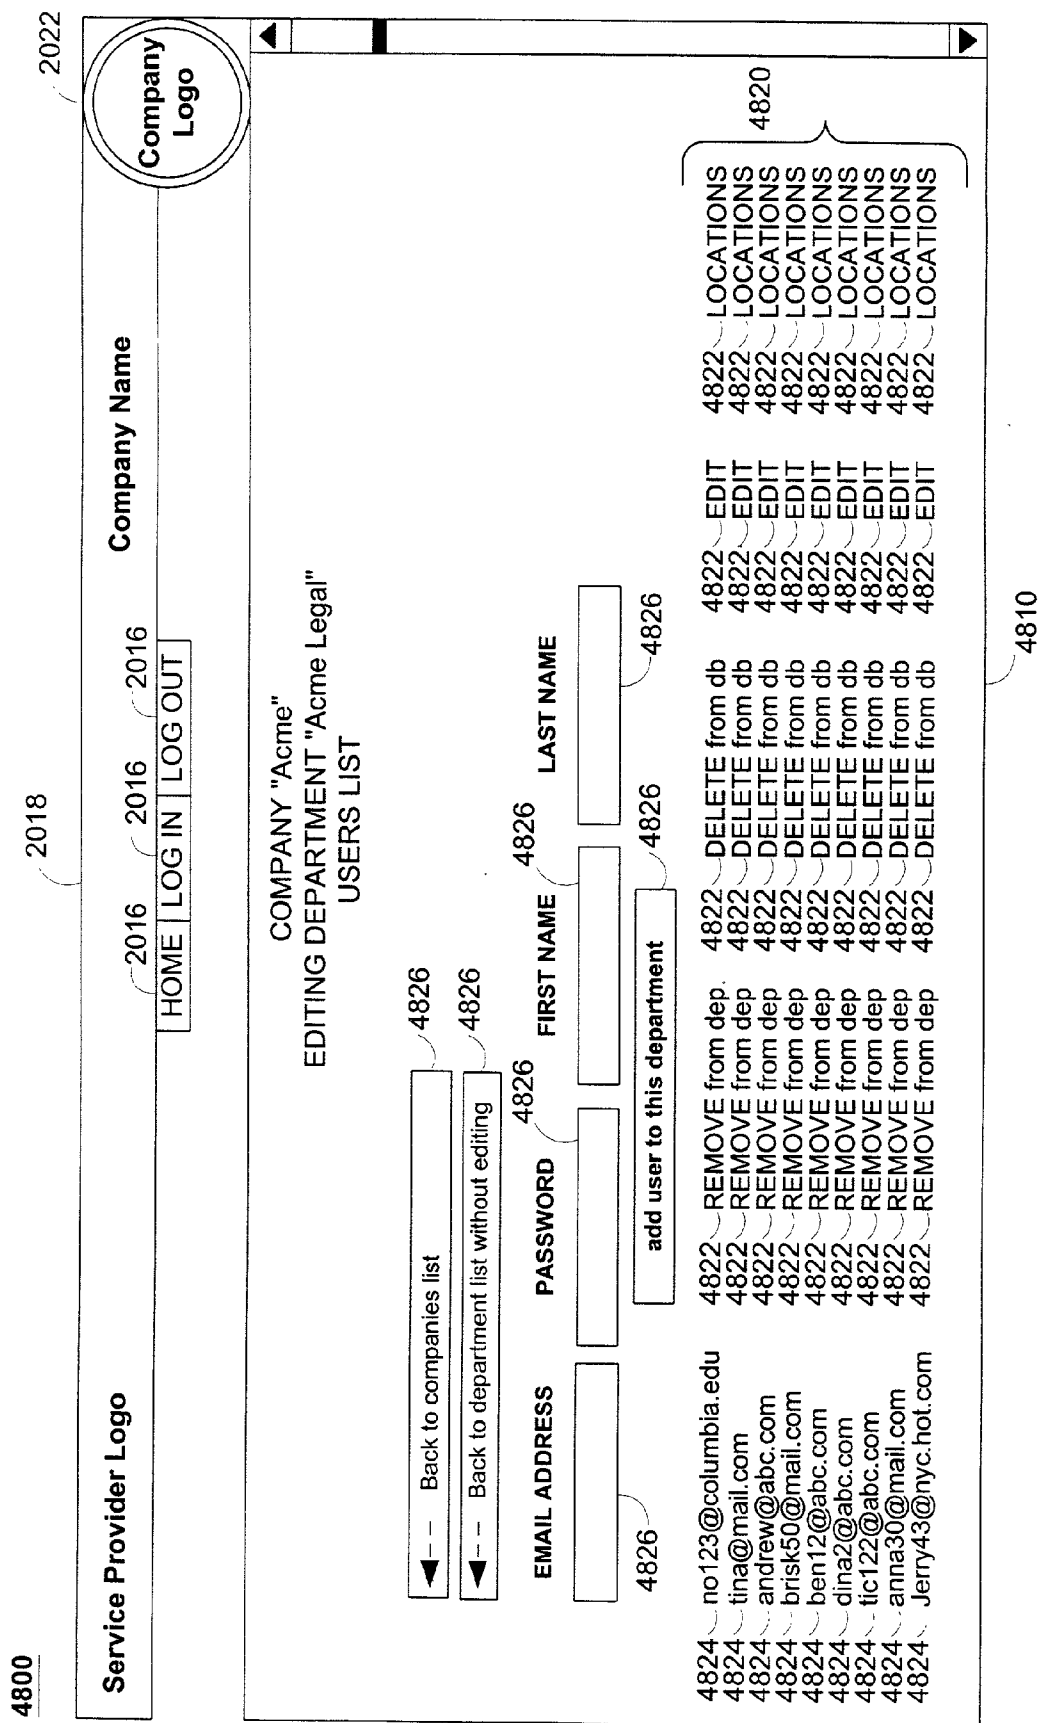 4800
2018
2022
Service Provider Logo
Company Name
Company
Logo
2016 2016 2016
HOME LOG IN LOG OUT
COMPANY "Acme"
EDITING DEPARTMENT "Acme Legal"
USERS LIST
Back to companies list 4826
Back to department list without editing 4826
4826 4826
EMAIL ADDRESS PASSWORD FIRST NAME LAST NAME
4826 4826
add user to this department 4826
4820
4824 no123@columbia.edu 4822 REMOVE from dep. 4822 DELETE from db 4822 EDIT 4822 LOCATIONS
4824 tina@mail.com 4822 REMOVE from dep 4822 DELETE from db 4822 EDIT 4822 LOCATIONS
4824 andrew@abc.com 4822 REMOVE from dep 4822 DELETE from db 4822 EDIT 4822 LOCATIONS
4824 brisk50@mail.com 4822 REMOVE from dep 4822 DELETE from db 4822 EDIT 4822 LOCATIONS
4824 ben12@abc.com 4822 REMOVE from dep 4822 DELETE from db 4822 EDIT 4822 LOCATIONS
4824 dina2@abc.com 4822 REMOVE from dep 4822 DELETE from db 4822 EDIT 4822 LOCATIONS
4824 tic122@abc.com 4822 REMOVE from dep 4822 DELETE from db 4822 EDIT 4822 LOCATIONS
4824 anna30@mail.com 4822 REMOVE from dep 4822 DELETE from db 4822 EDIT 4822 LOCATIONS
4824 Jerry43@nyc.hot.com 4822 REMOVE from dep 4822 DELETE from db 4822 EDIT 4822 LOCATIONS
4810